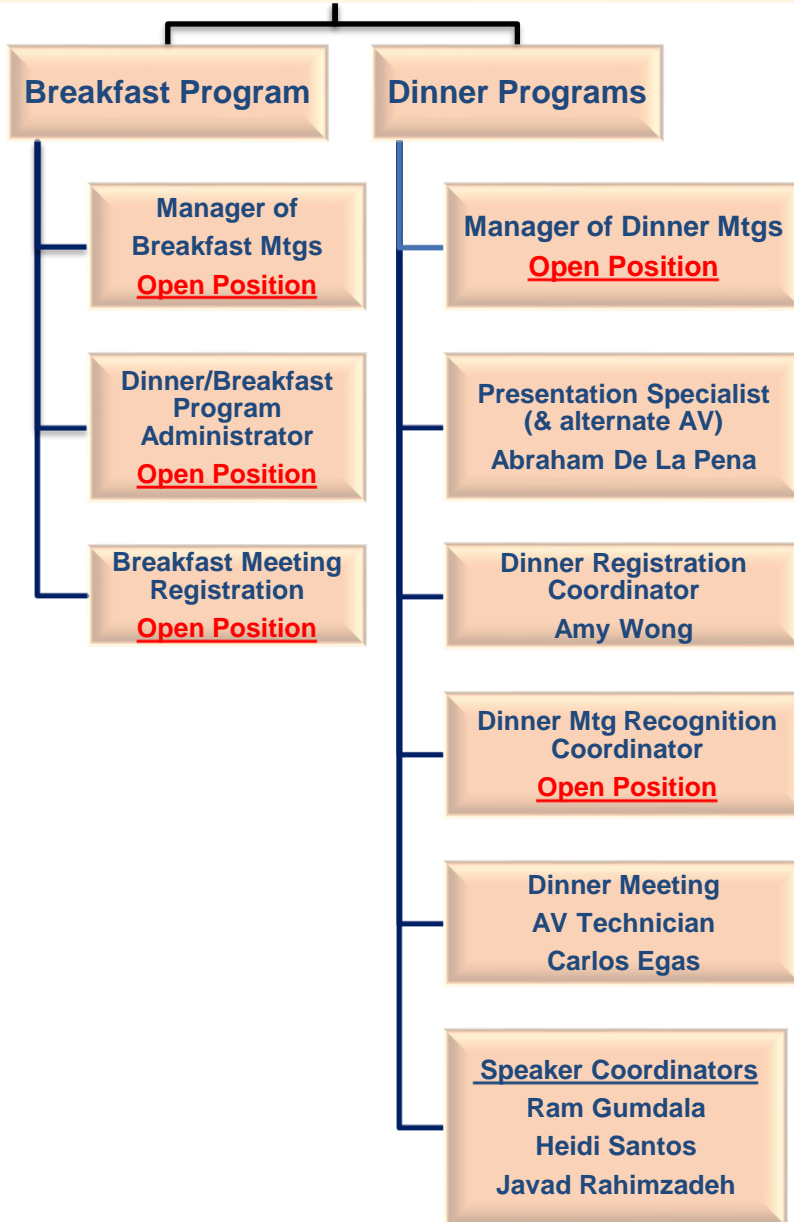 Breakfast Program
Manager of
Breakfast Mtgs
Open Position
Dinner/Breakfast
Program
Administrator
Open Position
Breakfast Meeting
Registration
Open Position
Dinner Programs
Manager of Dinner Mtgs
Open Position
Presentation Specialist
(& alternate AV)
Abraham De La Pena
Dinner Registration
Coordinator
Amy Wong
Dinner Mtg Recognition
Coordinator
Open Position
Dinner Meeting
AV Technician
Carlos Egas
Speaker Coordinators
Ram Gumdala
Heidi Santos
Javad Rahimzadeh